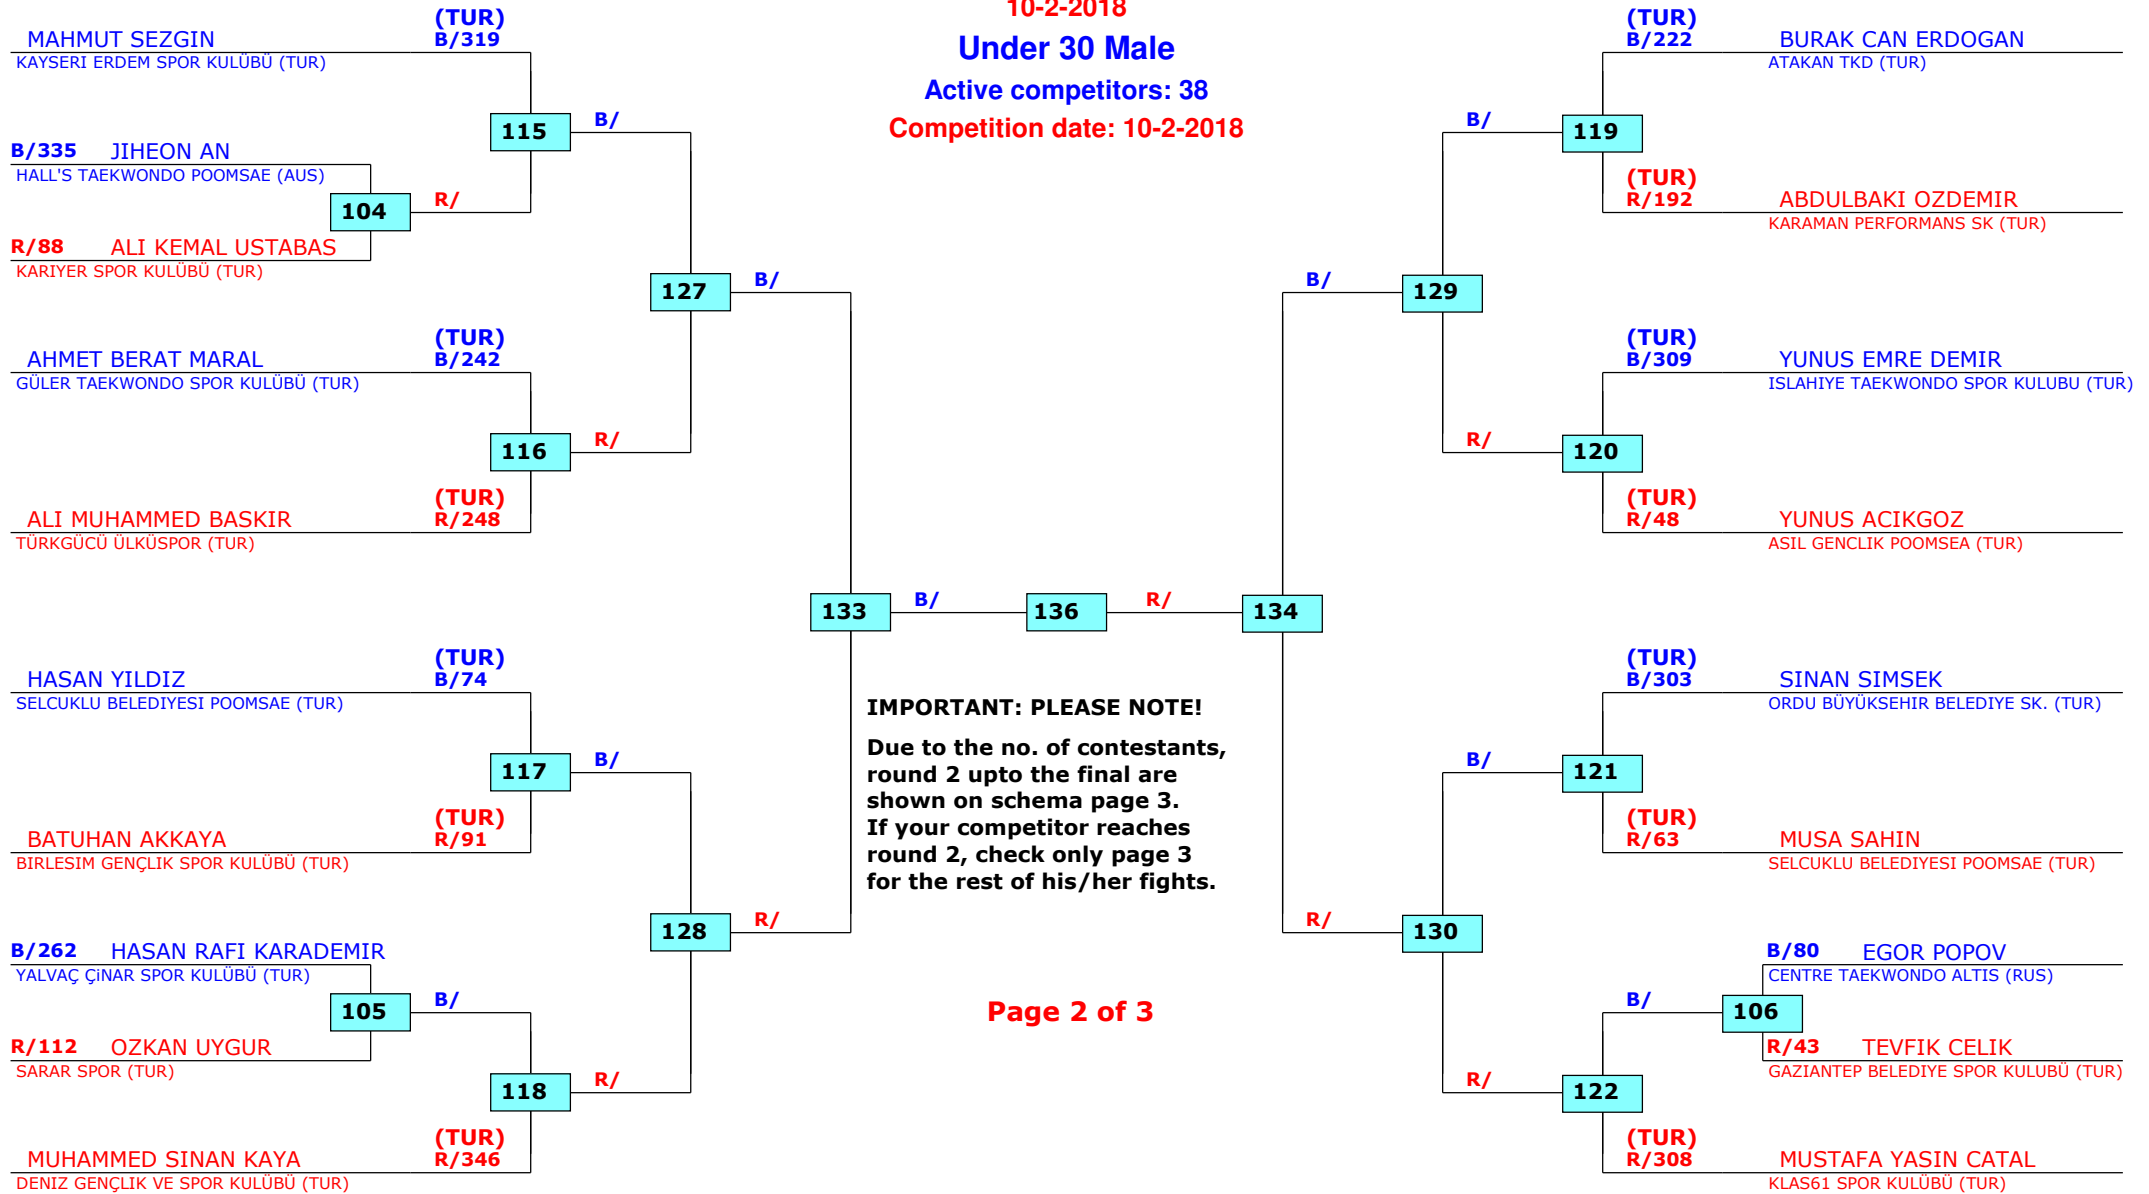 10-2-2018
Under 30 Male
Active competitors: 38
Competition date: 10-2-2018
(TUR)
MAHMUT SEZGIN B/319
KAYSERI ERDEM SPOR KULÜBÜ (TUR)
115
B/
B/335 JIHEON AN
HALL'S TAEKWONDO POOMSAE (AUS)
104
R/
R/88 ALI KEMAL USTABAS
KARIYER SPOR KULÜBÜ (TUR)
127
B/
(TUR)
AHMET BERAT MARAL B/242
GÜLER TAEKWONDO SPOR KULÜBÜ (TUR)
116
R/
(TUR)
ALI MUHAMMED BASKIR R/248
TÜRKGÜCÜ ÜLKÜSPOR (TUR)
133
B/
136
R/
134
(TUR)
HASAN YILDIZ B/74
SELCUKLU BELEDIYESI POOMSAE (TUR)
117
B/
(TUR)
BATUHAN AKKAYA R/91
BIRLESIM GENÇLIK SPOR KULÜBÜ (TUR)
128
R/
B/262 HASAN RAFI KARADEMIR
YALVAÇ ÇiNAR SPOR KULÜBÜ (TUR)
105
B/
R/112 OZKAN UYGUR
SARAR SPOR (TUR)
118
R/
(TUR)
MUHAMMED SINAN KAYA R/346
DENIZ GENÇLIK VE SPOR KULÜBÜ (TUR)
IMPORTANT: PLEASE NOTE!
Due to the no. of contestants,
round 2 upto the final are
shown on schema page 3.
If your competitor reaches
round 2, check only page 3
for the rest of his/her fights.
Page 2 of 3
(TUR)
B/222 BURAK CAN ERDOGAN
ATAKAN TKD (TUR)
B/
119
(TUR)
R/192 ABDULBAKI OZDEMIR
KARAMAN PERFORMANS SK (TUR)
B/
129
(TUR)
B/309 YUNUS EMRE DEMIR
ISLAHIYE TAEKWONDO SPOR KULUBU (TUR)
R/
120
(TUR)
R/48 YUNUS ACIKGOZ
ASIL GENCLIK POOMSEA (TUR)
(TUR)
B/303 SINAN SIMSEK
ORDU BÜYÜKSEHIR BELEDIYE SK. (TUR)
B/
121
(TUR)
R/63 MUSA SAHIN
SELCUKLU BELEDIYESI POOMSAE (TUR)
R/
130
B/80 EGOR POPOV
CENTRE TAEKWONDO ALTIS (RUS)
B/
106
R/43 TEVFIK CELIK
GAZIANTEP BELEDIYE SPOR KULUBÜ (TUR)
R/
122
(TUR)
R/308 MUSTAFA YASIN CATAL
KLAS61 SPOR KULÜBÜ (TUR)